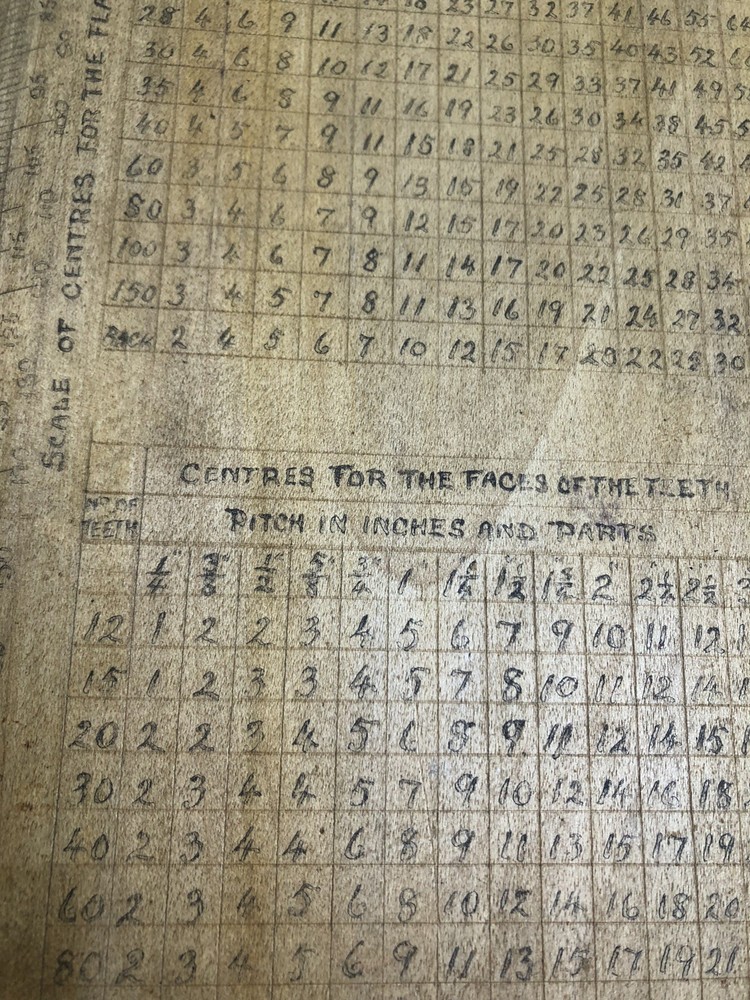 28 4 6 9 11 13 18 23 27 32 37 41 46 55 64
30 4 6 8 10 12 17 21 25 29 33 37 41 49
35 4 6 8 9 11 16 19 23 26 30 34 38 45
40 4 5 7 9 11 15 18 21 25 28 32 35 42
60 3 5 6 8 9 13 15 19 22 25 28 31 37
80 3 4 6 7 9 12 15 17 20 23 26 29 35
100 3 4 6 7 8 11 14 17 20 22 25 28 34
150 3 4 5 7 8 11 13 16 19 21 24 27 32
RACK 2 4 5 6 7 10 12 15 17 20 22 25 30
SCALE OF CENTRES FOR THE FLA
CENTRES FOR THE FACES OF THE TEETH
Nº OF TEETH
PITCH IN INCHES AND PARTS
1/4" 3/8" 1/2" 5/8" 3/4" 1" 1 1/4" 1 1/2" 1 3/4" 2" 2 1/4" 2 1/2"
12 1 2 2 3 4 5 6 7 9 10 11 12
15 1 2 3 3 4 5 7 8 10 11 12 14
20 2 2 3 4 5 6 8 9 11 12 14 15
30 2 3 4 4 5 7 9 10 12 14 16 18
40 2 3 4 4 6 8 9 11 13 15 17 19
60 2 3 4 5 6 8 10 12 14 16 18 20
80 2 3 4 5 6 9 11 13 15 17 19 21